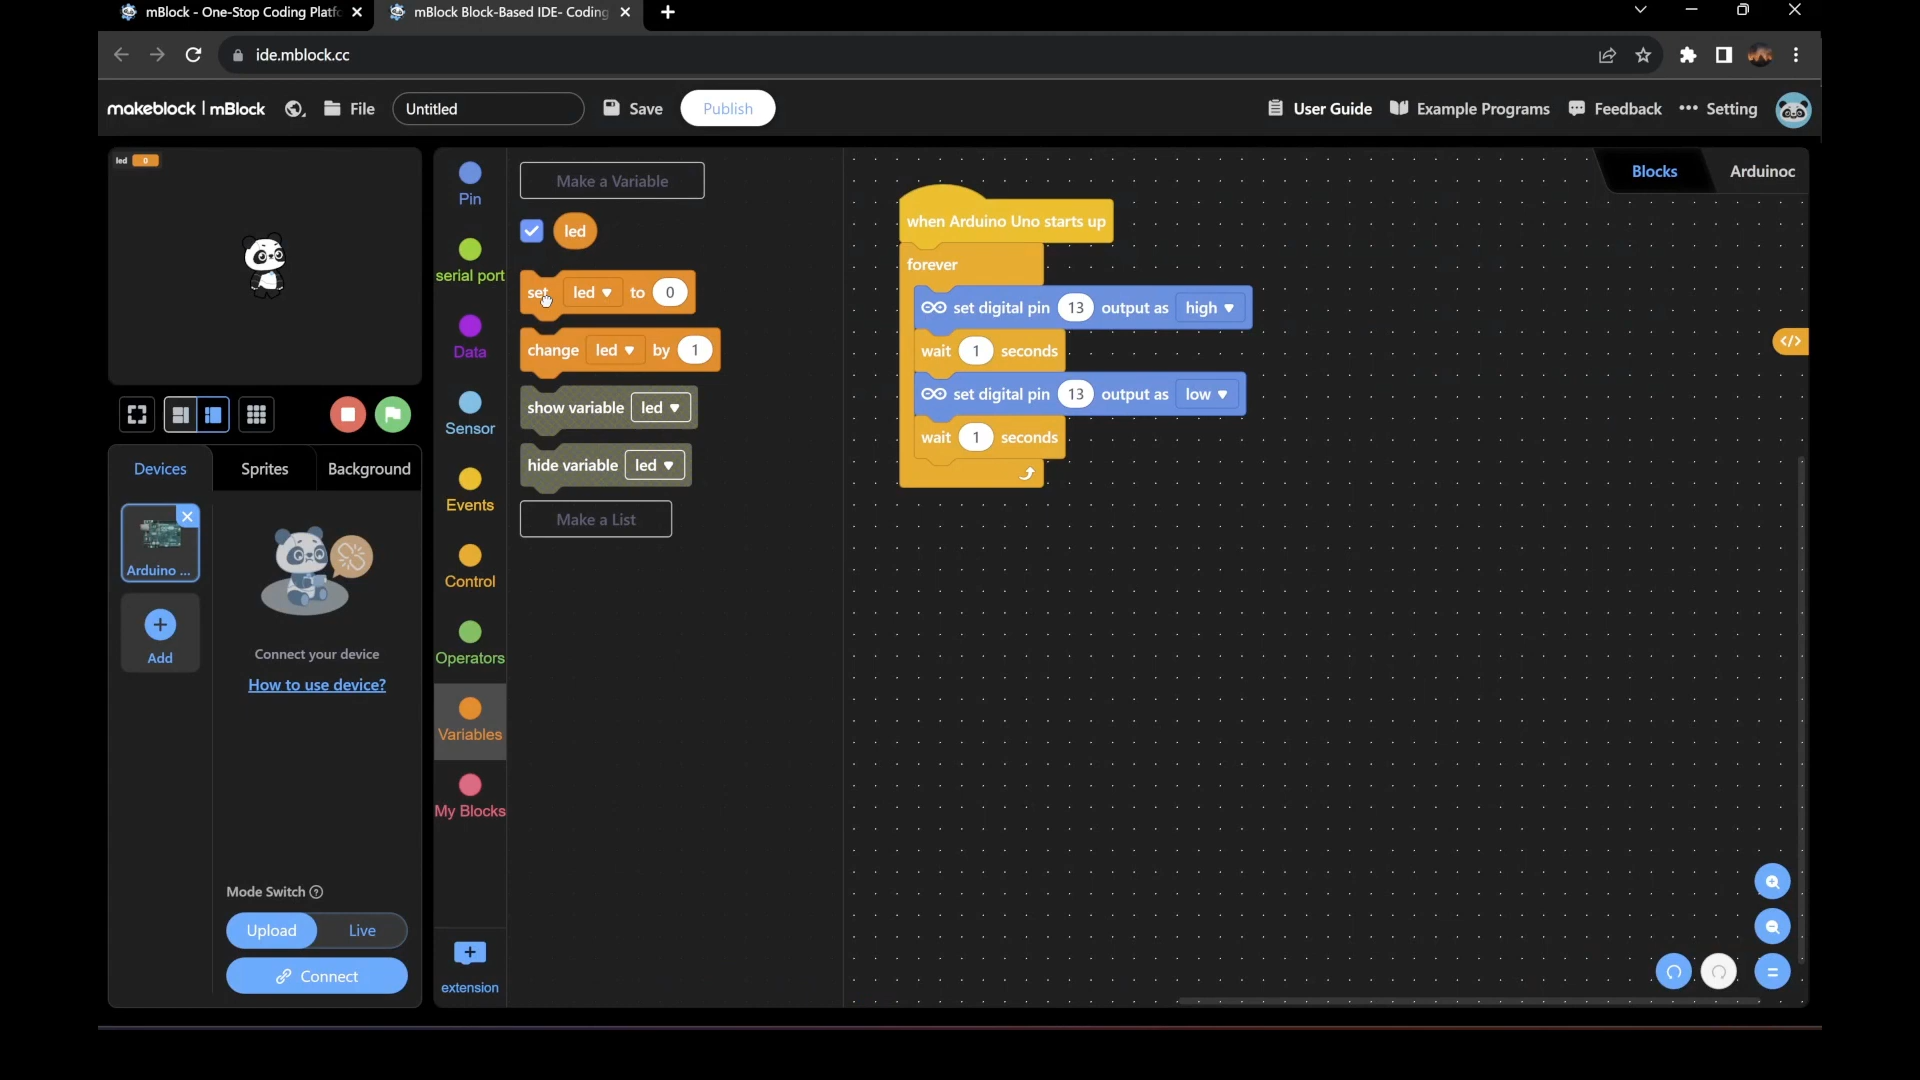 mBlock - One-Stop Coding Platfo
mBlock Block-Based IDE- Coding
ide.mblock.cc
makeblock | mBlock
File
Untitled
Save
Publish
User Guide
Example Programs
Feedback
Setting
led 0
Pin
serial port
Data
Sensor
Events
Control
Operators
Variables
My Blocks
extension
Make a Variable
led
set led to 0
change led by 1
show variable led
hide variable led
Make a List
when Arduino Uno starts up
forever
set digital pin 13 output as high
wait 1 seconds
set digital pin 13 output as low
wait 1 seconds
Blocks
Arduinoc
</>
Devices
Sprites
Background
Arduino ...
Add
Connect your device
How to use device?
Mode Switch ?
Upload
Live
Connect